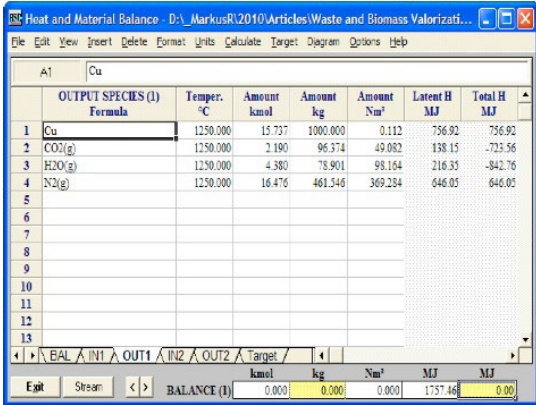 HSC Heat and Material Balance - D:\_MarkusR\2010\Articles\Waste and Biomass Valorizati...
File Edit View Insert Delete Format Units Calculate Target Diagram Options Help
A1 Cu
OUTPUT SPECIES (1) Temper. Amount Amount Amount Latent H Total H
Formula °C kmol kg Nm³ MJ MJ
1 Cu 1250.000 15.737 1000.000 0.112 756.92 756.92
2 CO2(g) 1250.000 2.190 96.374 49.082 138.15 -723.56
3 H2O(g) 1250.000 4.380 78.901 98.164 216.35 -842.76
4 N2(g) 1250.000 16.476 461.546 369.284 646.05 646.05
5
6
7
8
9
10
11
12
13
BAL IN1 OUT1 IN2 OUT2 Target
kmol kg Nm³ MJ MJ
Exit Stream < > BALANCE (1) 0.000 0.000 0.000 1757.46 0.00